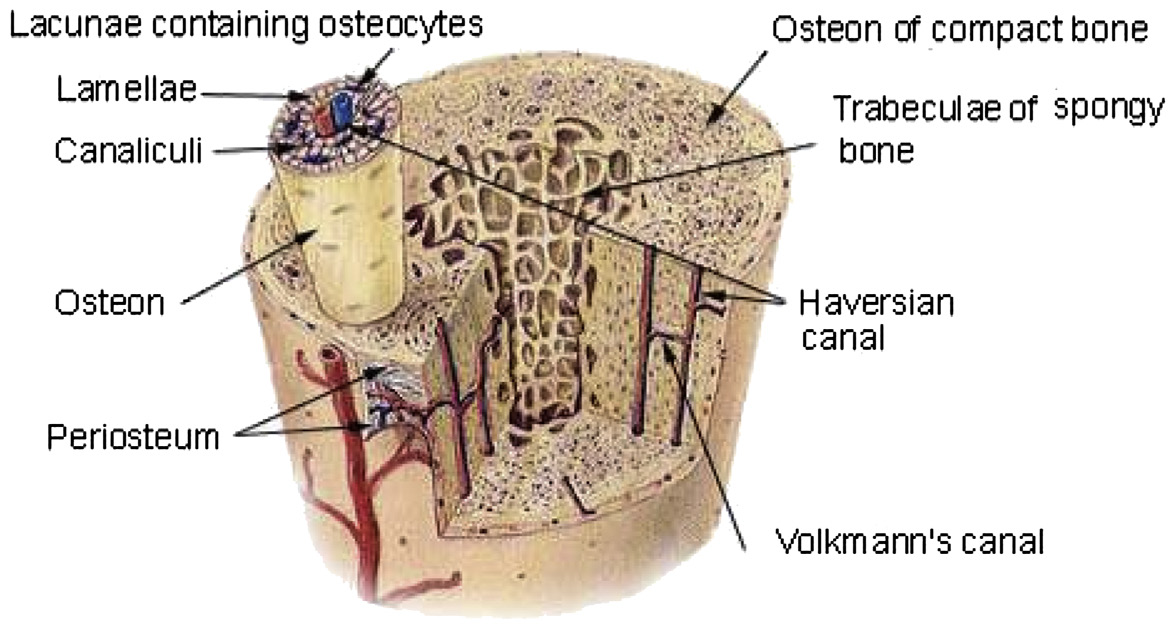 Lacunae containing osteocytes
Lamellae
Canaliculi
Osteon
Periosteum
Osteon of compact bone
Trabeculae of spongy
bone
Haversian
canal
Volkmann's canal